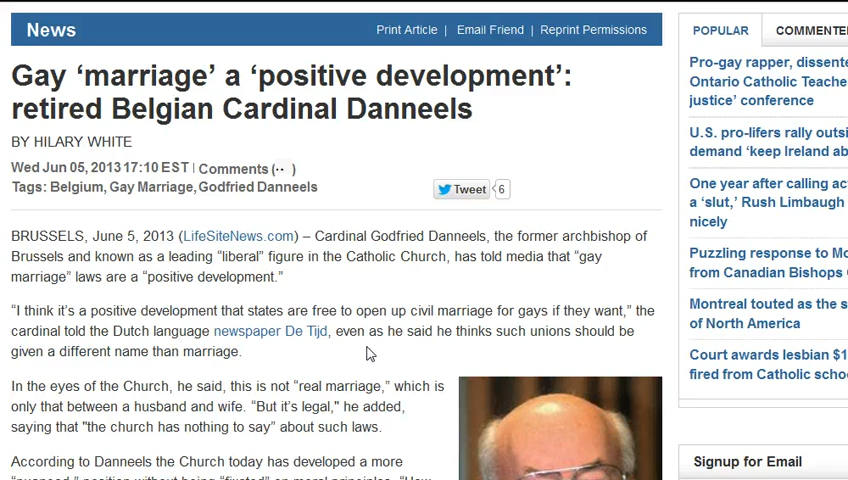 News
Print Article | Email Friend | Reprint Permissions
Gay ‘marriage’ a ‘positive development’:
retired Belgian Cardinal Danneels
BY HILARY WHITE
Wed Jun 05, 2013 17:10 EST | Comments (·· )
Tags: Belgium, Gay Marriage, Godfried Danneels
Tweet 6
BRUSSELS, June 5, 2013 (LifeSiteNews.com) – Cardinal Godfried Danneels, the former archbishop of
Brussels and known as a leading “liberal” figure in the Catholic Church, has told media that “gay
marriage” laws are a “positive development.”
“I think it’s a positive development that states are free to open up civil marriage for gays if they want,” the
cardinal told the Dutch language newspaper De Tijd, even as he said he thinks such unions should be
given a different name than marriage.
In the eyes of the Church, he said, this is not “real marriage,” which is
only that between a husband and wife. “But it’s legal," he added,
saying that "the church has nothing to say” about such laws.
According to Danneels the Church today has developed a more
“nuanced ” position without being “fixated” on moral principles. “How
POPULAR
COMMENTE
Pro-gay rapper, dissente
Ontario Catholic Teache
justice’ conference
U.S. pro-lifers rally outsi
demand ‘keep Ireland ab
One year after calling ac
a ‘slut,’ Rush Limbaugh
nicely
Puzzling response to Mo
from Canadian Bishops
Montreal touted as the s
of North America
Court awards lesbian $1
fired from Catholic scho
Signup for Email